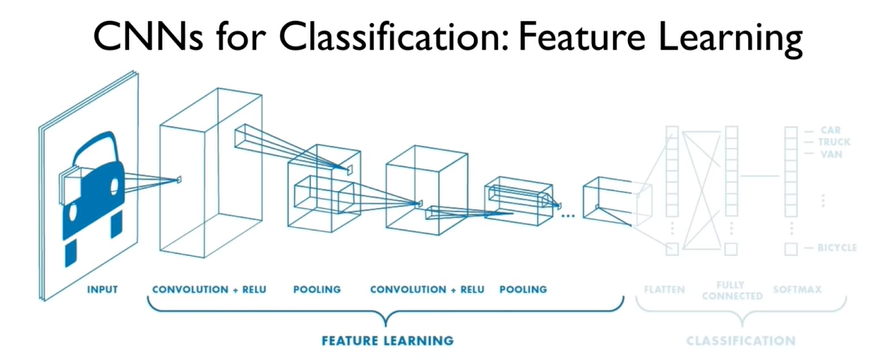 CNNs for Classification: Feature Learning
CAR
TRUCK
VAN
BICYCLE
INPUT
CONVOLUTION + RELU
POOLING
CONVOLUTION + RELU
POOLING
FLATTEN
FULLY
CONNECTED
SOFTMAX
FEATURE LEARNING
CLASSIFICATION